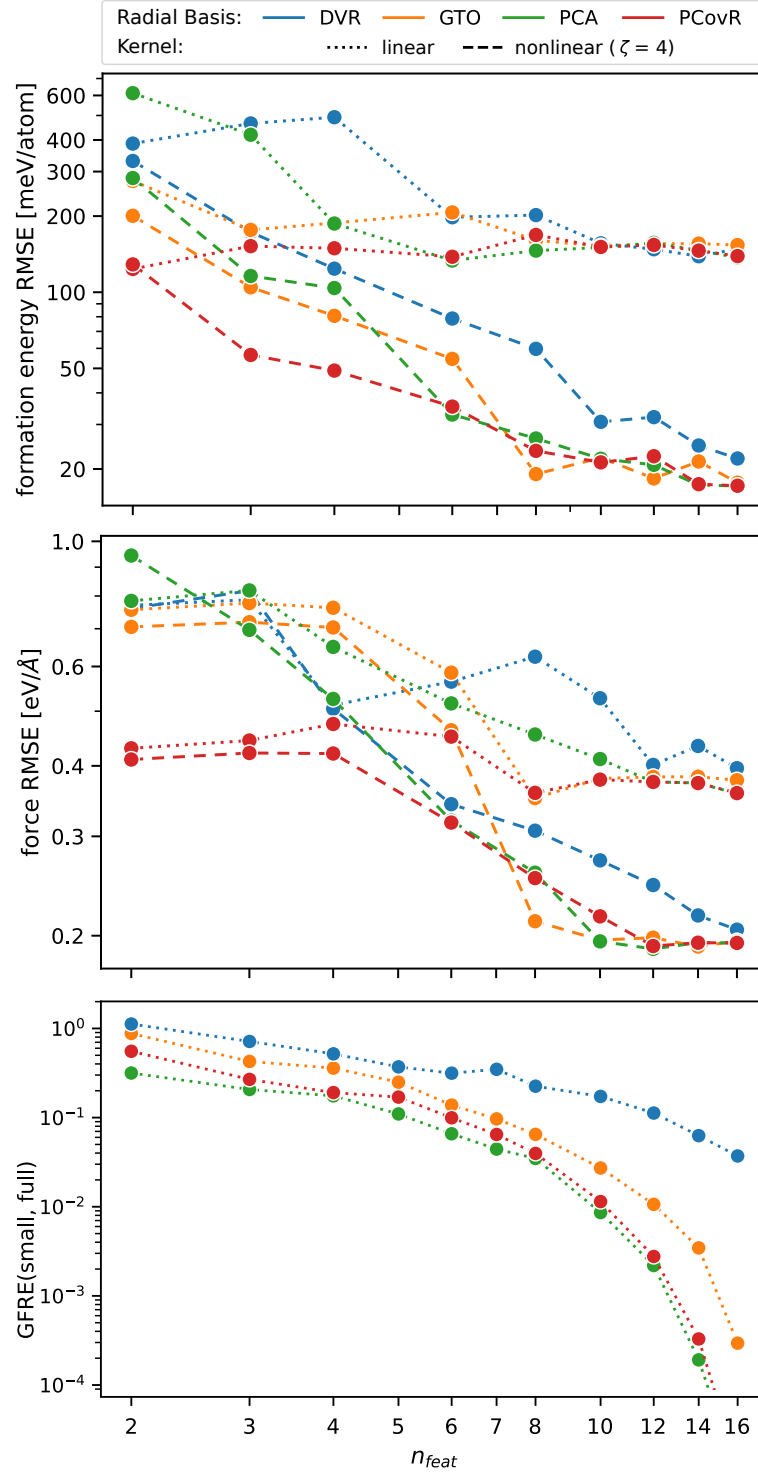 Radial Basis: DVR GTO PCA PCovR
Kernel: linear nonlinear ( ζ = 4)
formation energy RMSE [meV/atom]
600
400
300
200
100
50
20
force RMSE [eV/Å]
1.0
0.6
0.4
0.3
0.2
GFRE(small, full)
10⁰
10⁻¹
10⁻²
10⁻³
10⁻⁴
2 3 4 5 6 7 8 10 12 14 16
n_feat